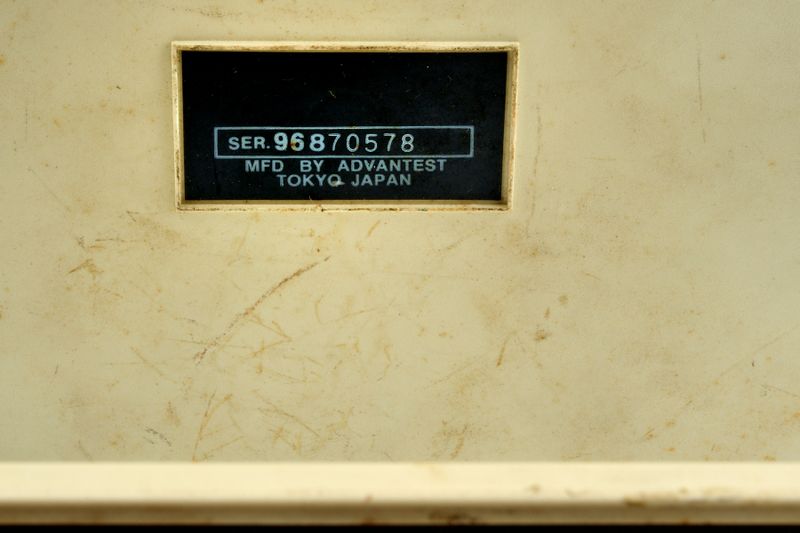 SER. 96870578
MFD BY ADVANTEST
TOKYO JAPAN